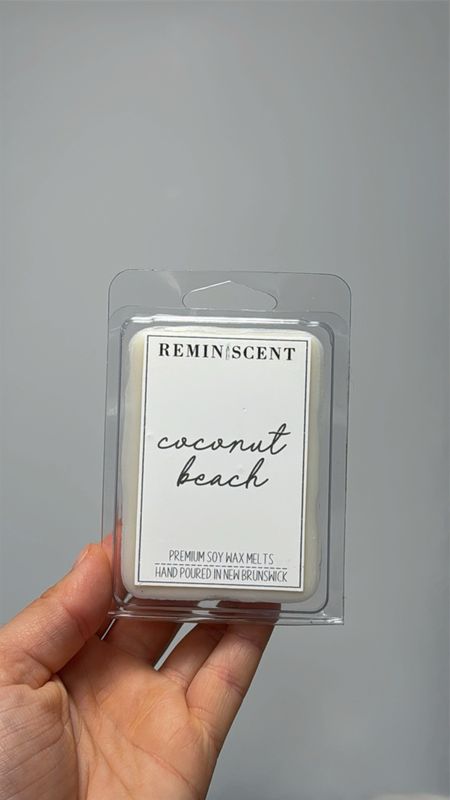 REMINISCENT
coconut
beach
PREMIUM SOY WAX MELTS
HAND POURED IN NEW BRUNSWICK